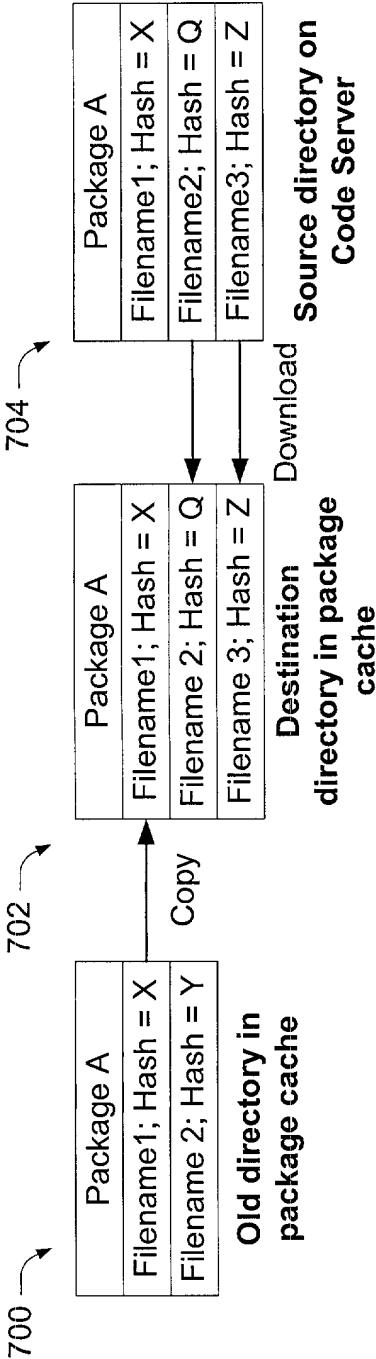 700
Package A
Filename1; Hash = X
Filename 2; Hash = Y
Old directory in
package cache
Copy
702
Package A
Filename1; Hash = X
Filename 2; Hash = Q
Filename 3; Hash = Z
Destination
directory in package
cache
Download
704
Package A
Filename1; Hash = X
Filename2; Hash = Q
Filename3; Hash = Z
Source directory on
Code Server